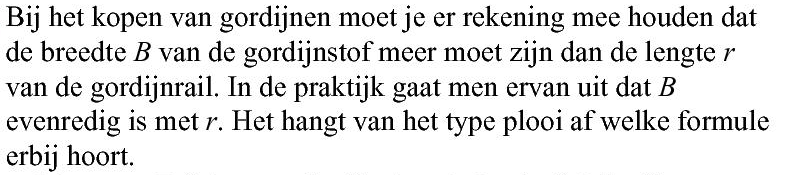 Bij het kopen van gordijnen moet je er rekening mee houden dat
de breedte B van de gordijnstof meer moet zijn dan de lengte r
van de gordijnrail. In de praktijk gaat men ervan uit dat B
evenredig is met r. Het hangt van het type plooi af welke formule
erbij hoort.